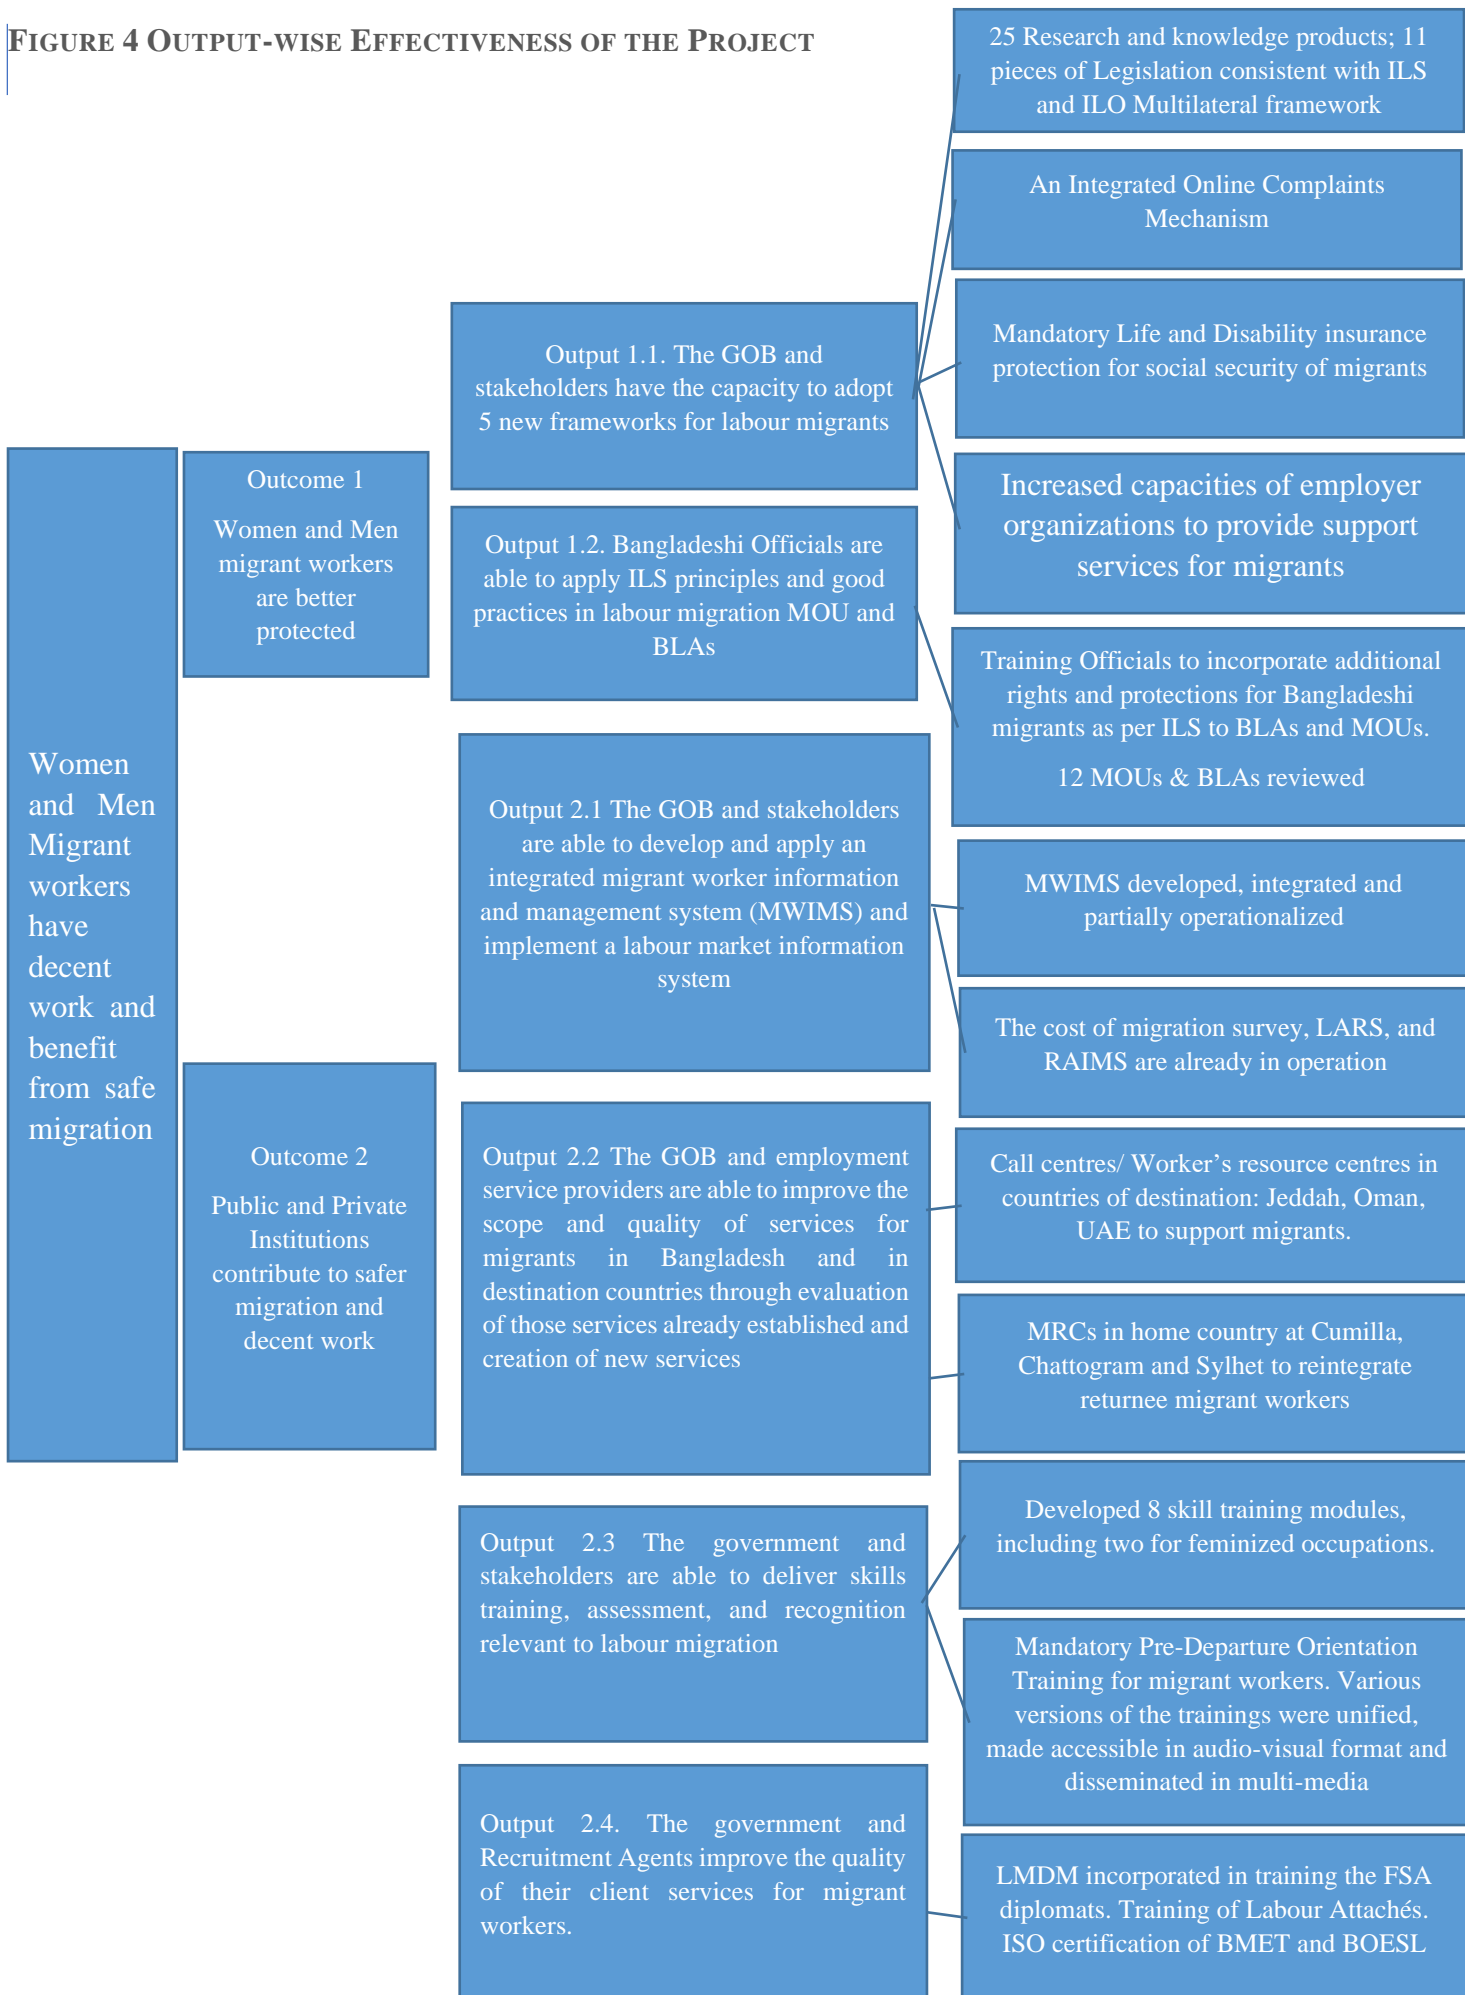 FIGURE 4 OUTPUT-WISE EFFECTIVENESS OF THE PROJECT
Women
and Men
Migrant
workers
have
decent
work and
benefit
from safe
migration
Outcome 1
Women and Men
migrant workers
are better
protected
Outcome 2
Public and Private
Institutions
contribute to safer
migration and
decent work
Output 1.1. The GOB and
stakeholders have the capacity to adopt
5 new frameworks for labour migrants
Output 1.2. Bangladeshi Officials are
able to apply ILS principles and good
practices in labour migration MOU and
BLAs
Output 2.1 The GOB and stakeholders
are able to develop and apply an
integrated migrant worker information
and management system (MWIMS) and
implement a labour market information
system
Output 2.2 The GOB and employment
service providers are able to improve the
scope and quality of services for
migrants in Bangladesh and in
destination countries through evaluation
of those services already established and
creation of new services
Output 2.3 The government and
stakeholders are able to deliver skills
training, assessment, and recognition
relevant to labour migration
Output 2.4. The government and
Recruitment Agents improve the quality
of their client services for migrant
workers.
25 Research and knowledge products; 11
pieces of Legislation consistent with ILS
and ILO Multilateral framework
An Integrated Online Complaints
Mechanism
Mandatory Life and Disability insurance
protection for social security of migrants
Increased capacities of employer
organizations to provide support
services for migrants
Training Officials to incorporate additional
rights and protections for Bangladeshi
migrants as per ILS to BLAs and MOUs.
12 MOUs & BLAs reviewed
MWIMS developed, integrated and
partially operationalized
The cost of migration survey, LARS, and
RAIMS are already in operation
Call centres/ Worker's resource centres in
countries of destination: Jeddah, Oman,
UAE to support migrants.
MRCs in home country at Cumilla,
Chattogram and Sylhet to reintegrate
returnee migrant workers
Developed 8 skill training modules,
including two for feminized occupations.
Mandatory Pre-Departure Orientation
Training for migrant workers. Various
versions of the trainings were unified,
made accessible in audio-visual format and
disseminated in multi-media
LMDM incorporated in training the FSA
diplomats. Training of Labour Attachés.
ISO certification of BMET and BOESL